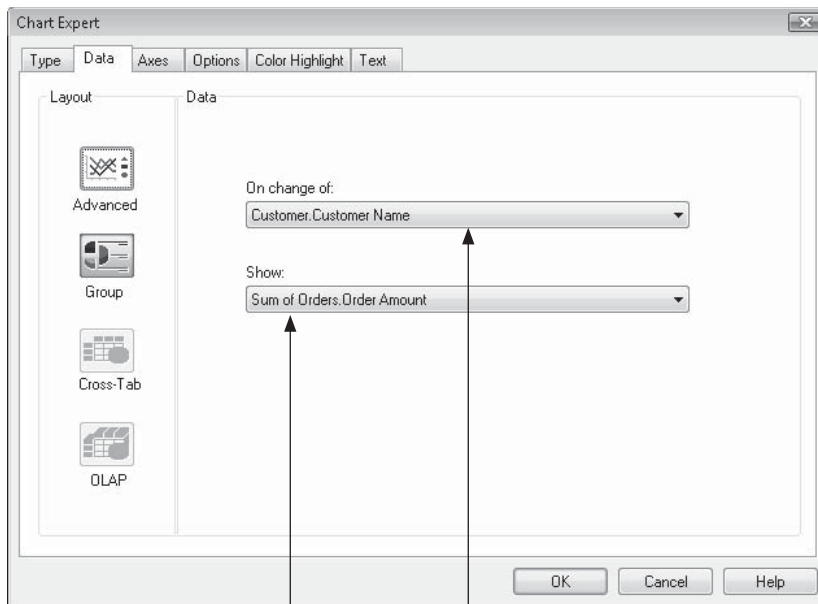 Chart Expert
Type Data Axes Options Color Highlight Text
Layout
Data
Advanced
Group
Cross-Tab
OLAP
On change of:
Customer.Customer Name
Show:
Sum of Orders.Order Amount
OK Cancel Help